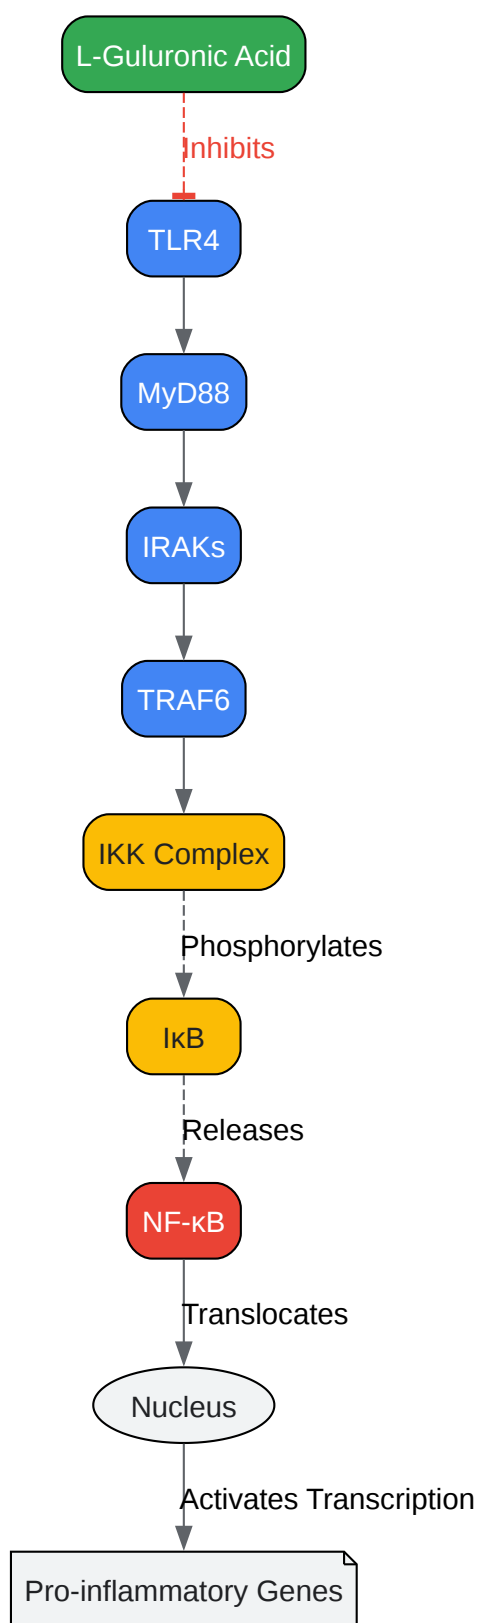 L-Guluronic Acid
Inhibits
TLR4
MyD88
IRAKs
TRAF6
IKK Complex
Phosphorylates
IκB
Releases
NF-κB
Translocates
Nucleus
Activates Transcription
Pro-inflammatory Genes